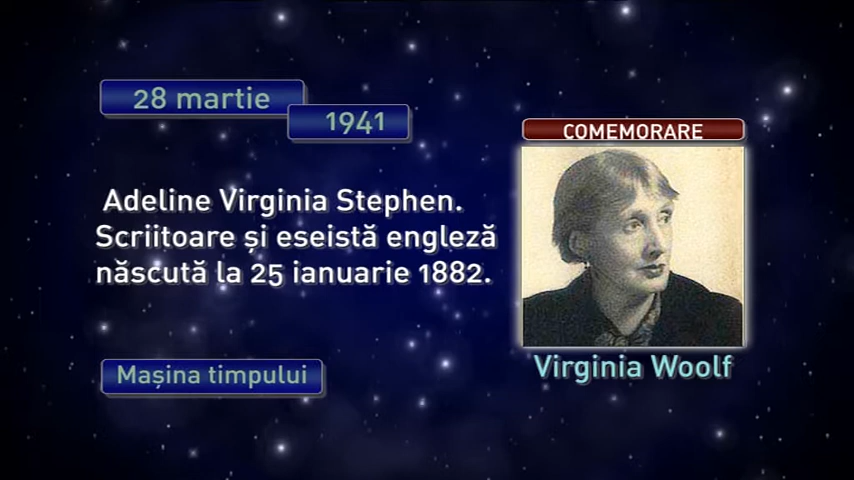 28 martie
1941
Adeline Virginia Stephen.
Scriitoare și eseistă engleză
născută la 25 ianuarie 1882.
COMEMORARE
Virginia Woolf
Mașina timpului